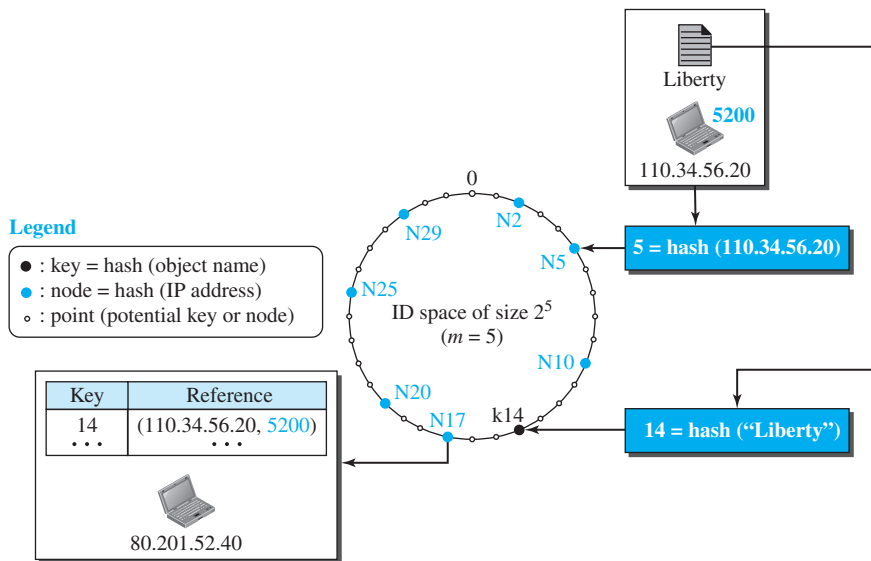 Liberty
5200
110.34.56.20
0
N2
N29
N5
5 = hash (110.34.56.20)
Legend
● : key = hash (object name)
● : node = hash (IP address)
○ : point (potential key or node)
N25
ID space of size 2⁵
(m = 5)
N10
N20
N17
k14
14 = hash (“Liberty”)
Key Reference
14 (110.34.56.20, 5200)
• • • • • •
80.201.52.40